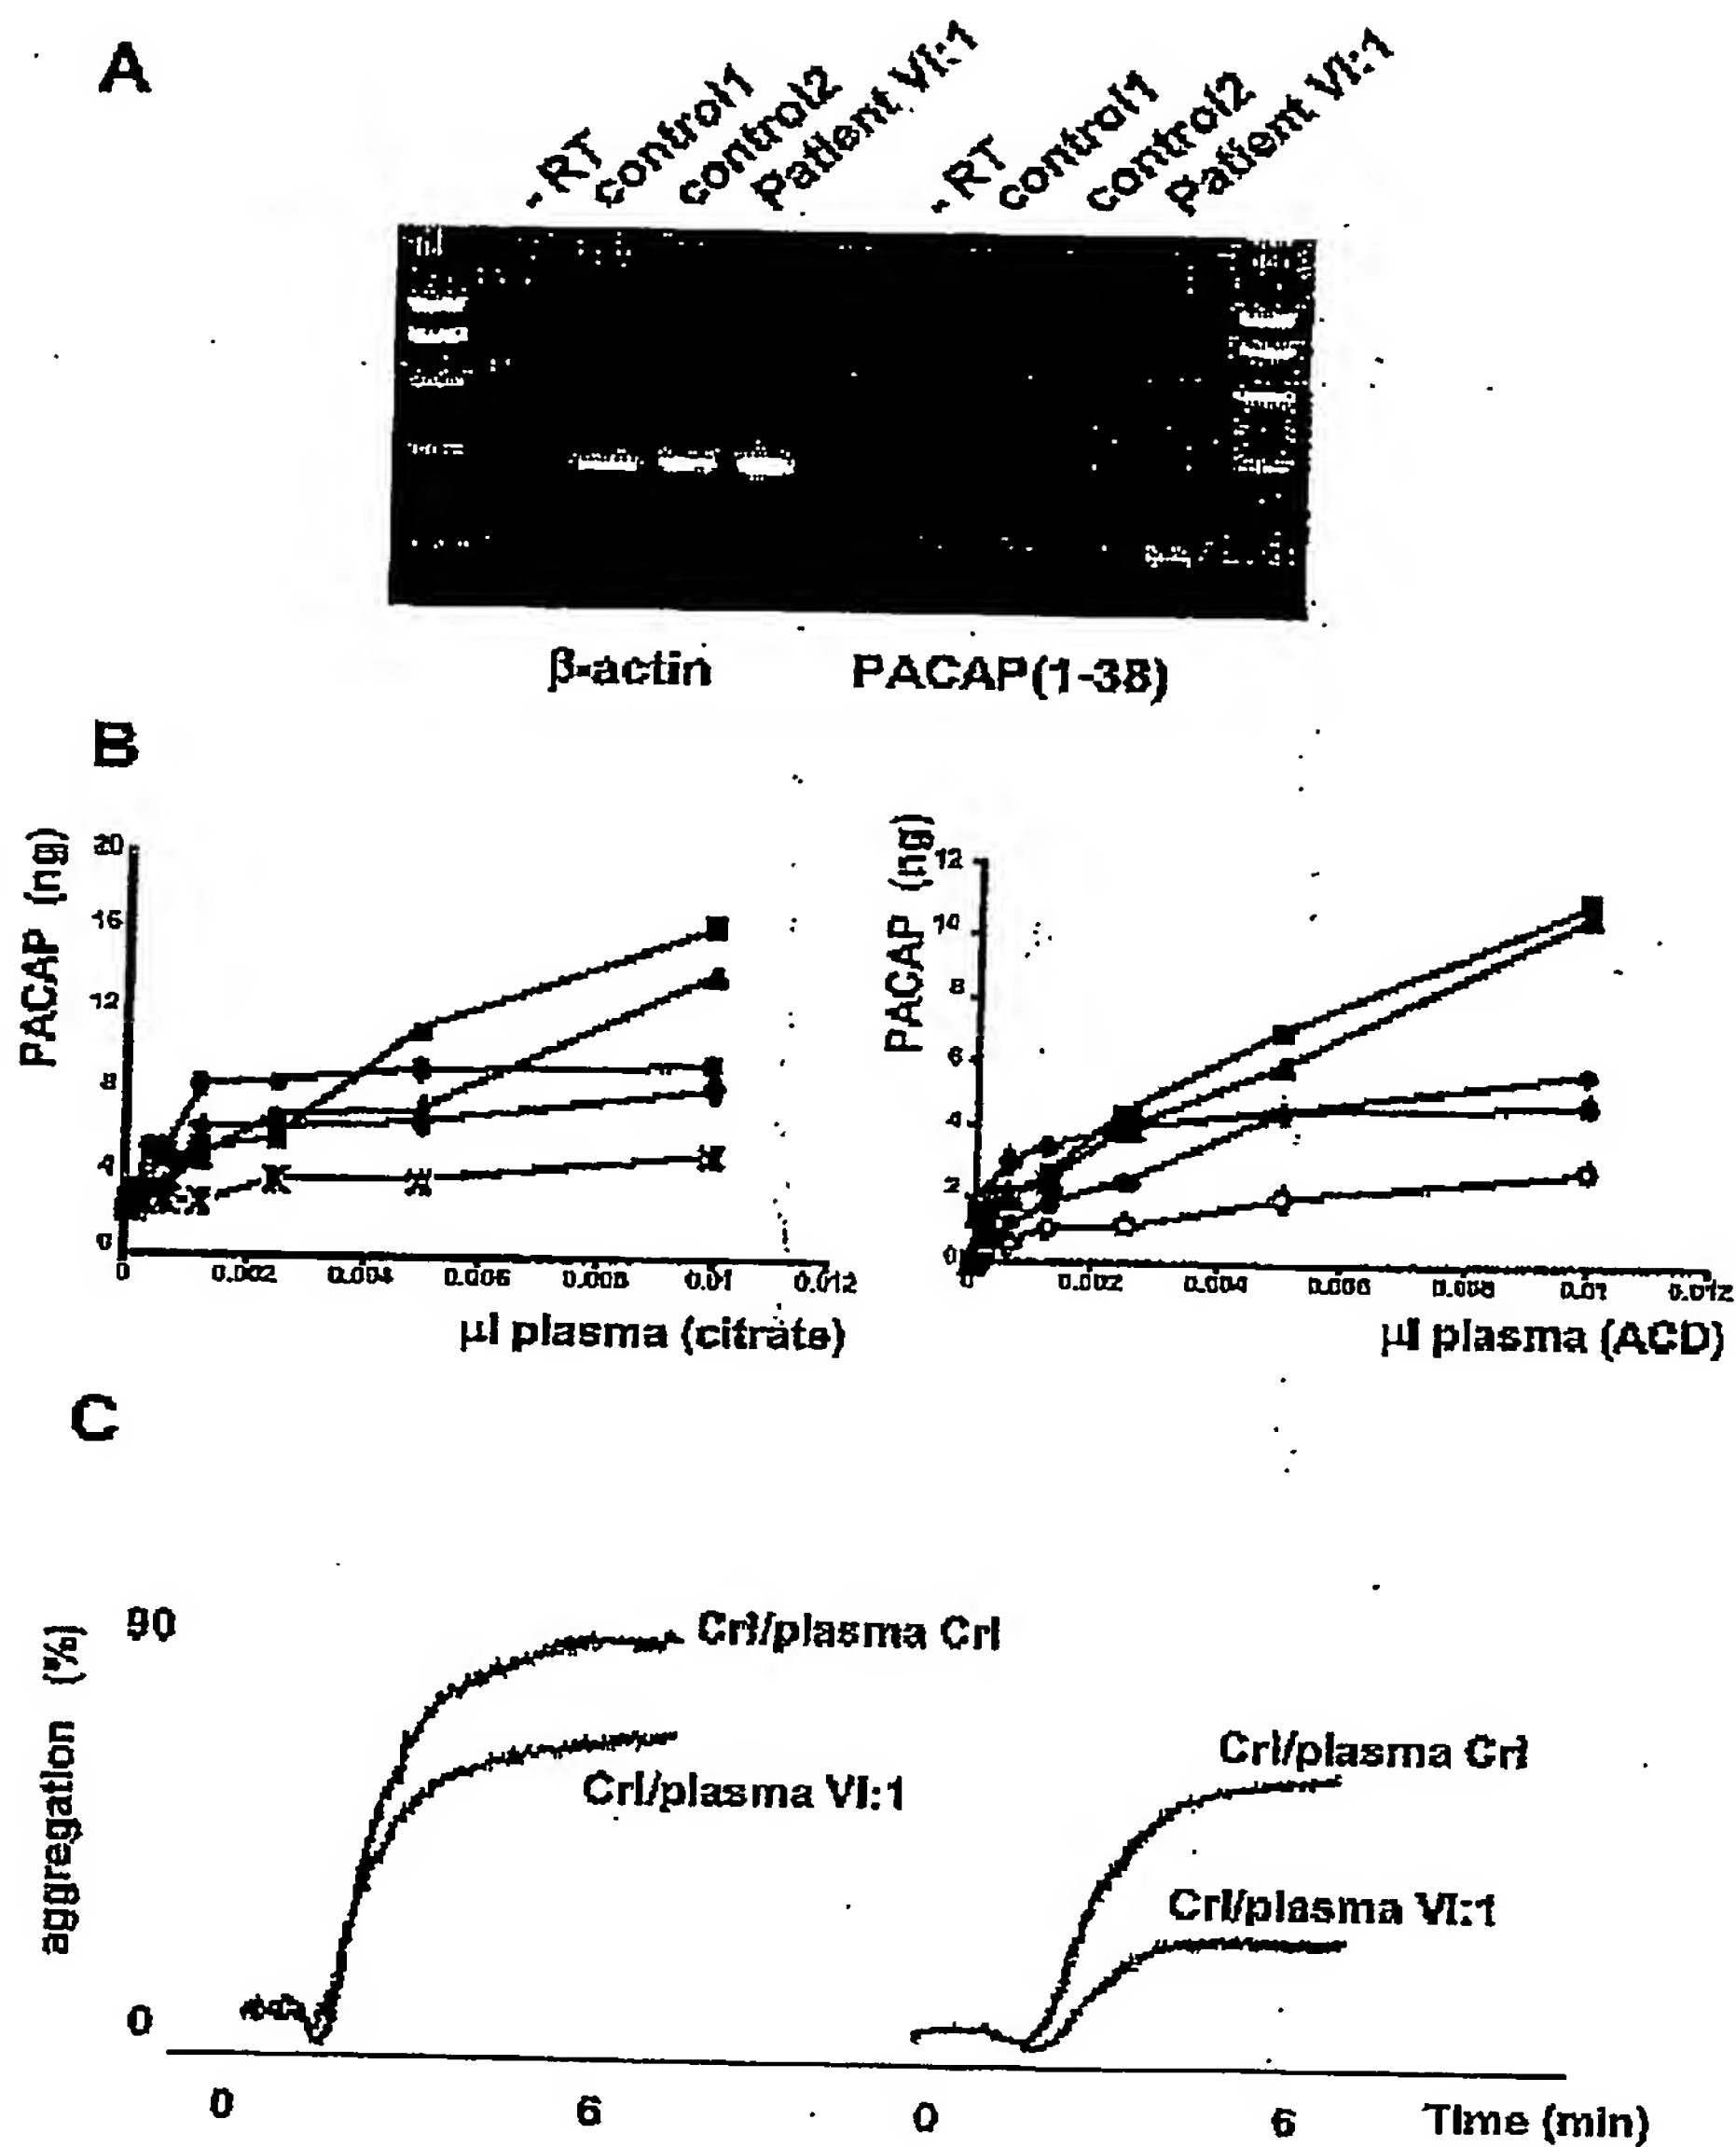 A
- RT control1 control2 Patient VI:1 - RT control1 control2 Patient VI:1
β-actin PACAP(1-38)
B
PACAP (ng)
20
16
12
8
4
0
0 0.002 0.004 0.006 0.008 0.01 0.012
μl plasma (citrate)
PACAP (ng)
12
10
8
6
4
2
0
0 0.002 0.004 0.006 0.008 0.01 0.012
μl plasma (ACD)
C
aggregation (%)
90
0
Crl/plasma Crl
Crl/plasma VI:1
Crl/plasma Crl
Crl/plasma VI:1
0 6 0 6 Time (min)